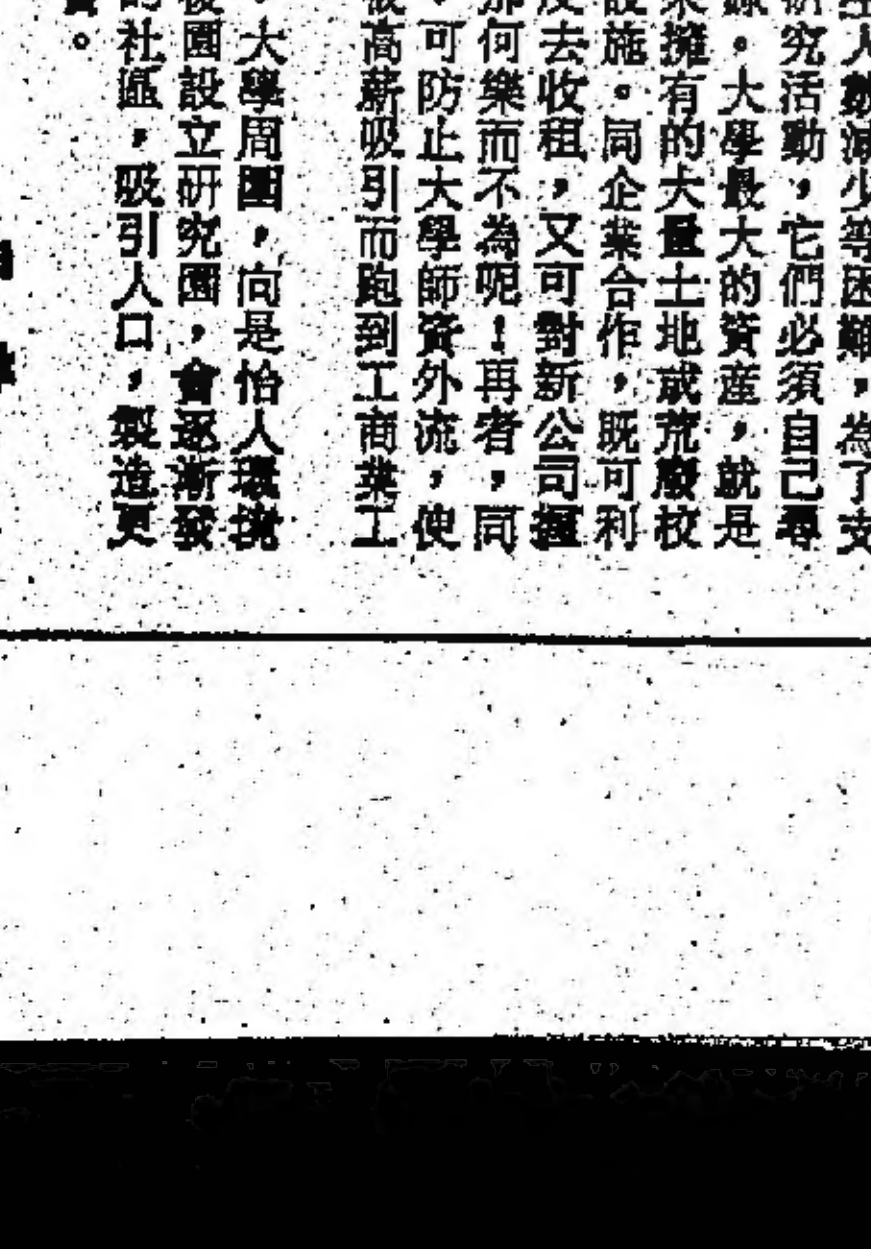 生人數減少等困難，為了支
研究活動，它們必須自己尋
源。大學最大的資產，就是
來擁有的大量土地或荒廢校
設施。同企業合作，既可利
及去收租，又可對新公司握
那何樂而不為呢！再者，同
，可防止大學師資外流，使
被高薪吸引而跑到工商業工
，大學周圍，向是怡人環境
後園設立研究園，會逐漸發
的社區，吸引人口，製造更
。